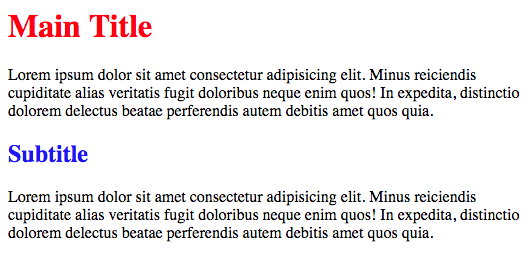 Main Title
Lorem ipsum dolor sit amet consectetur adipisicing elit. Minus reiciendis
cupiditate alias veritatis fugit doloribus neque enim quos! In expedita, distinctio
dolorem delectus beatae perferendis autem debitis amet quos quia.
Subtitle
Lorem ipsum dolor sit amet consectetur adipisicing elit. Minus reiciendis
cupiditate alias veritatis fugit doloribus neque enim quos! In expedita, distinctio
dolorem delectus beatae perferendis autem debitis amet quos quia.